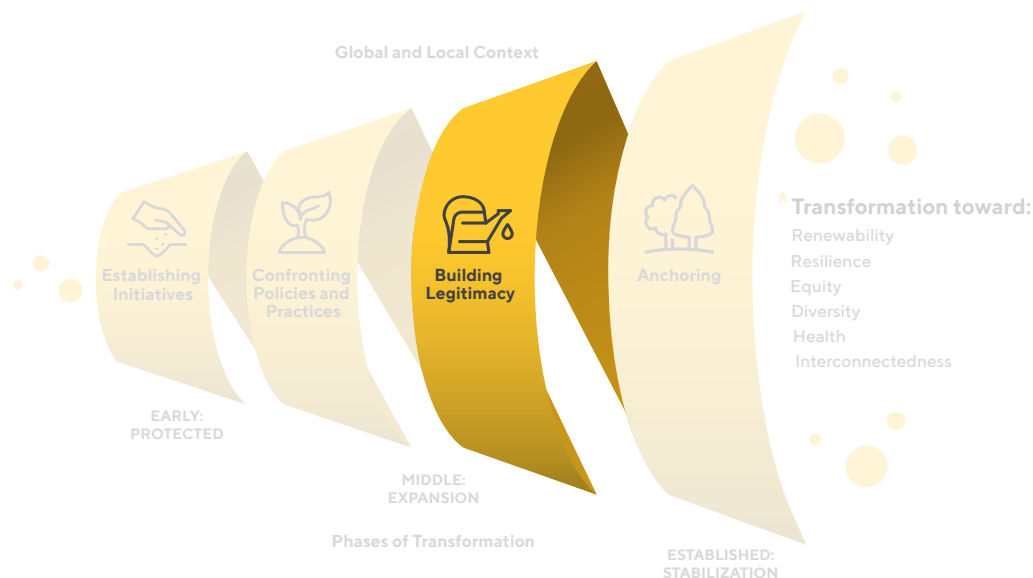 Global and Local Context
Establishing
Initiatives
Confronting
Policies and
Practices
Building
Legitimacy
Anchoring
*Transformation toward:
Renewability
Resilience
Equity
Diversity
Health
Interconnectedness
EARLY:
PROTECTED
MIDDLE:
EXPANSION
Phases of Transformation
ESTABLISHED:
STABILIZATION